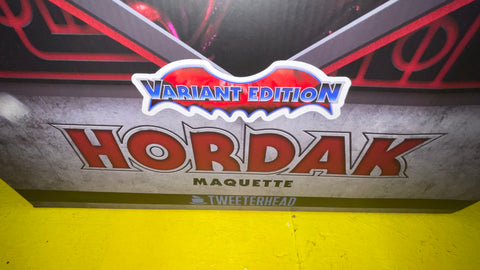 VARIANT EDITION
HORDAK
MAQUETTE
TWEETERHEAD